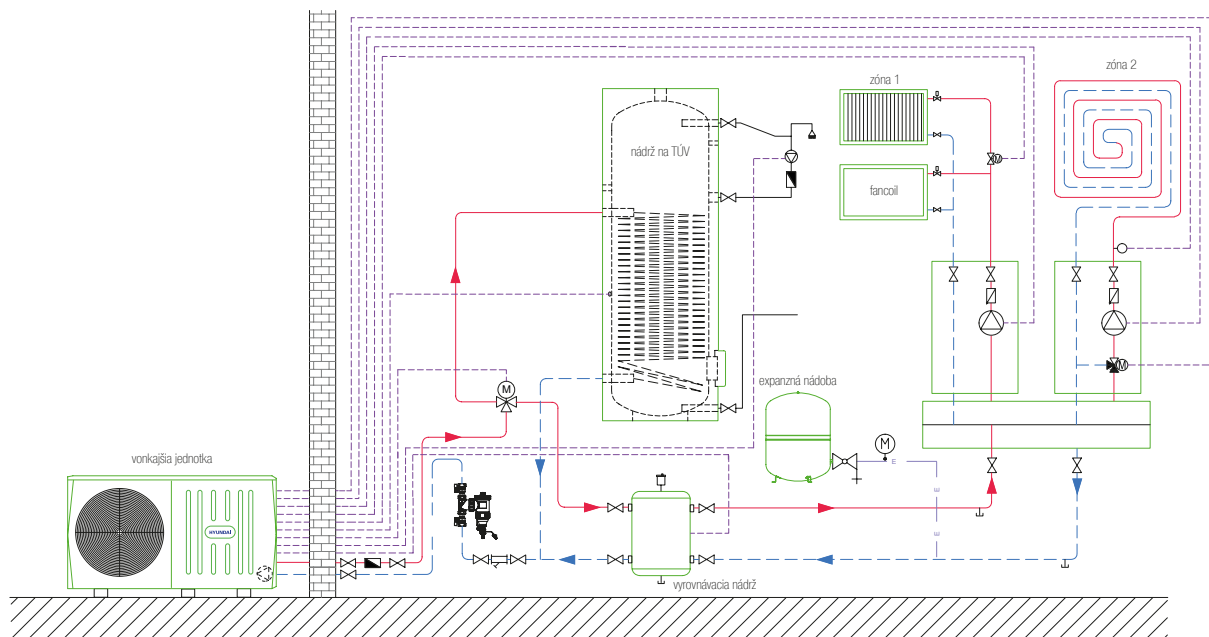 zóna 1
zóna 2
nádrž na TÚV
fancoil
expanzná nádoba
M
M
M
E
E
E
vonkajšia jednotka
HYUNDAI
vyrovnávacia nádrž